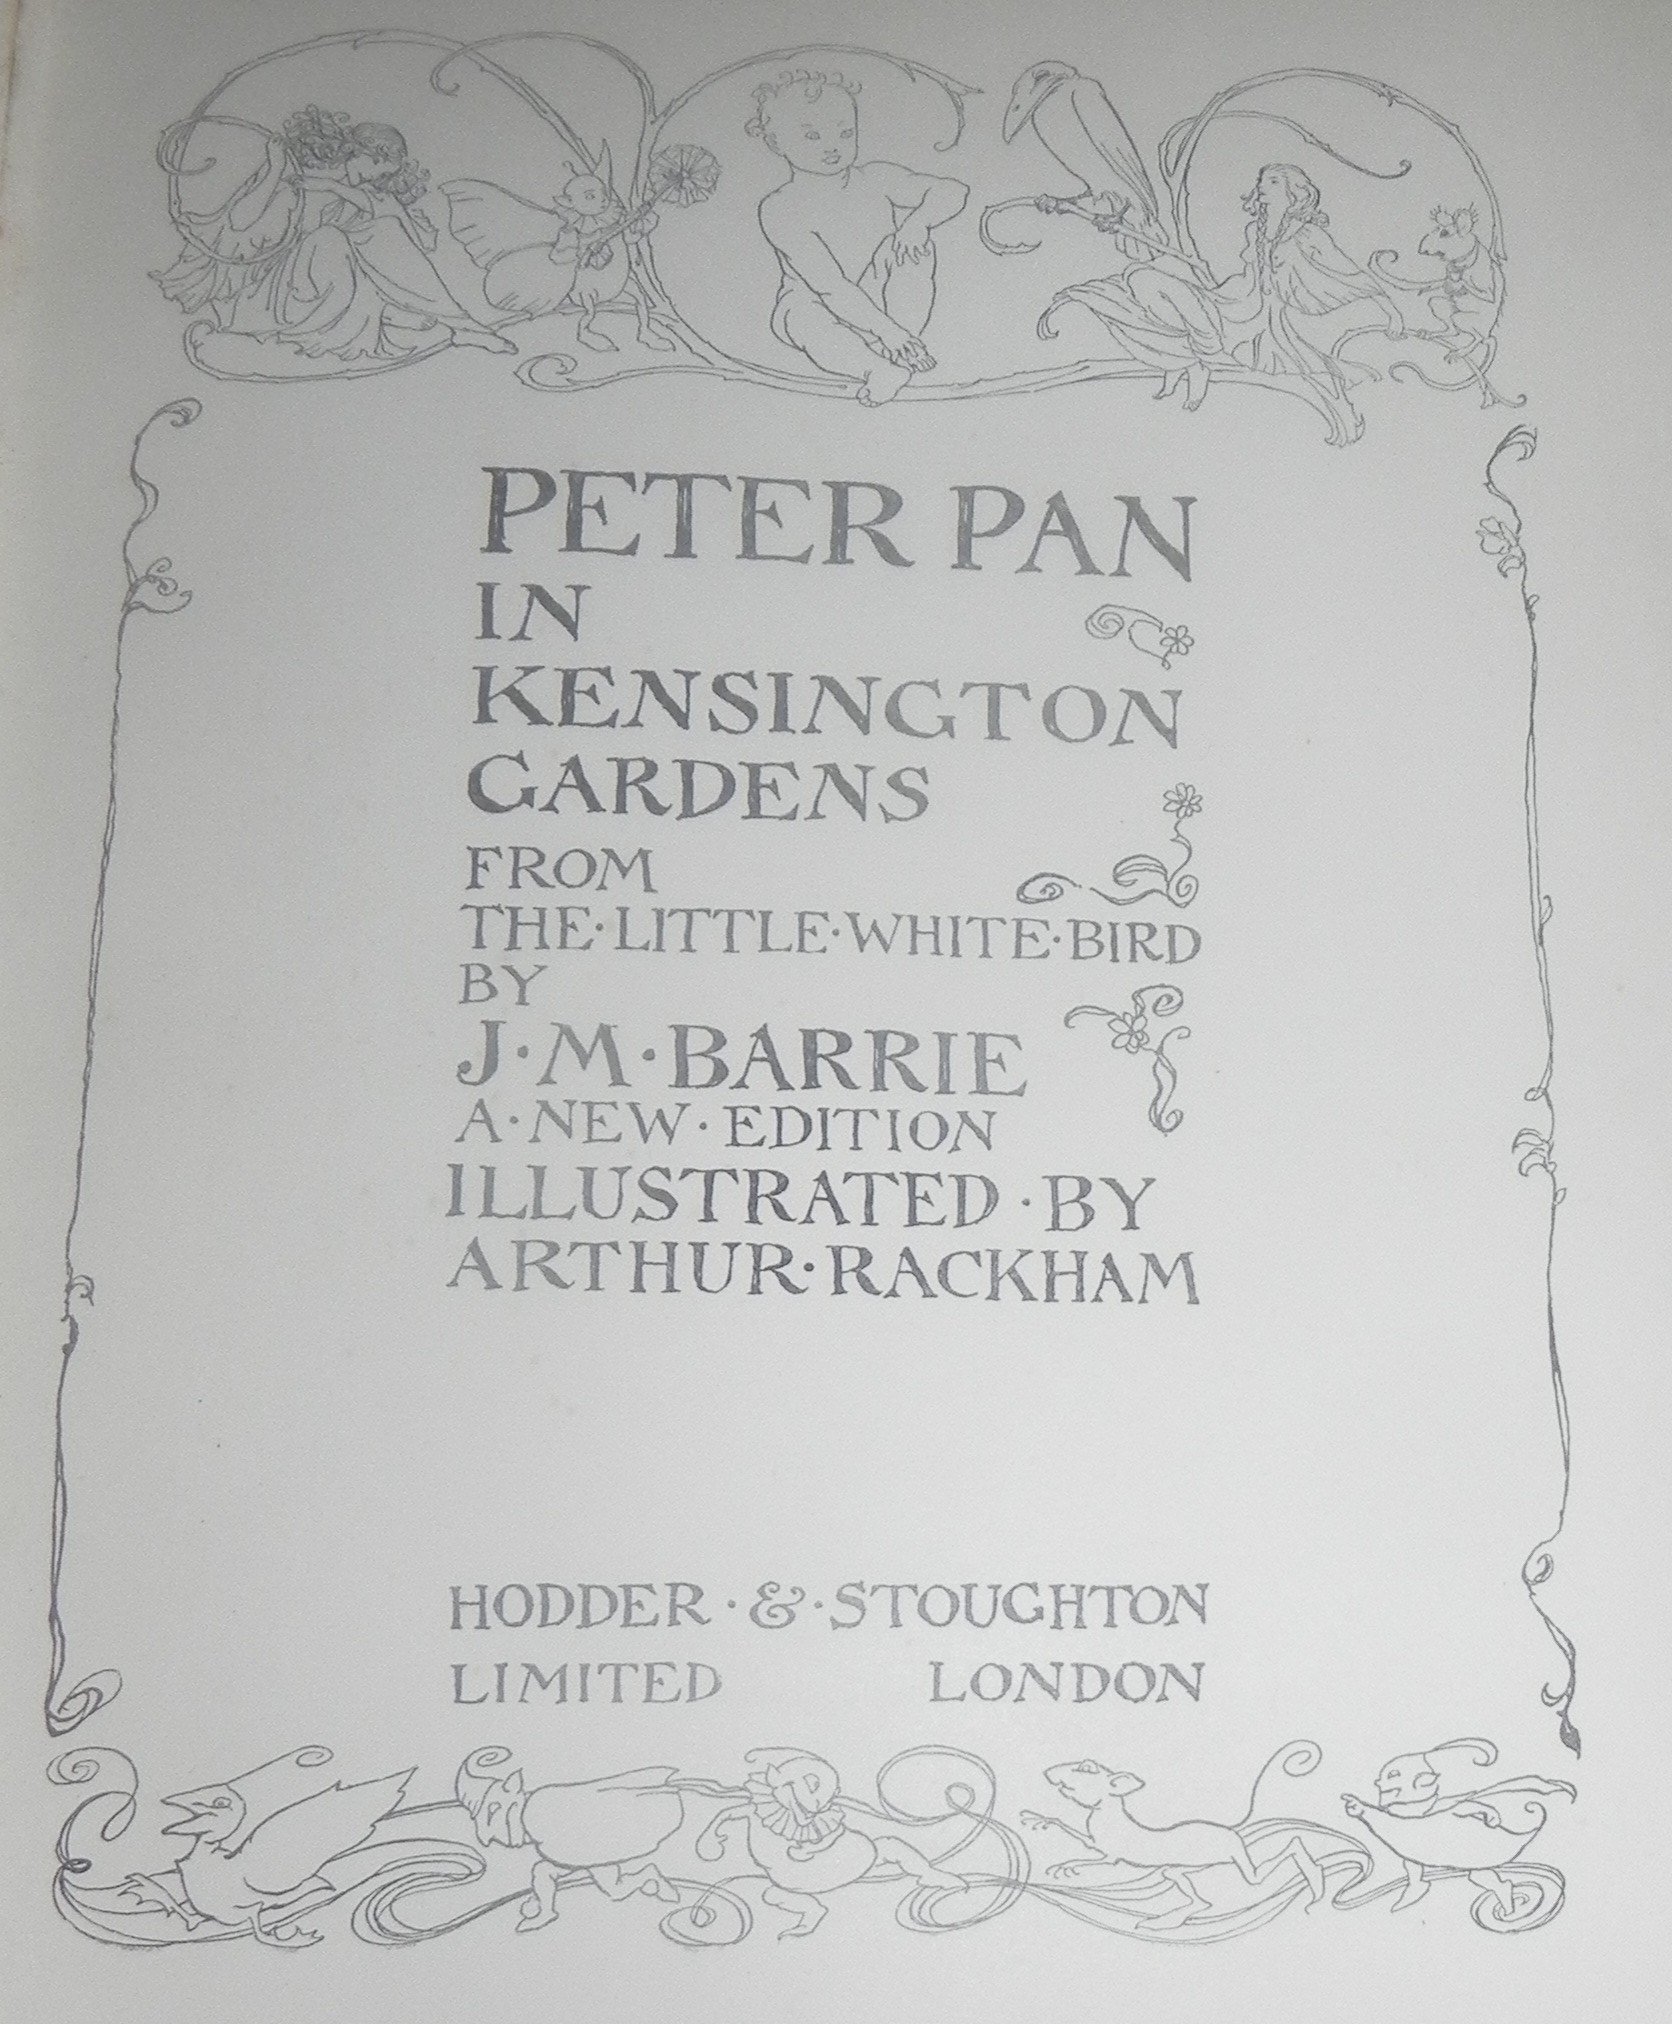 PETER PAN
IN
KENSINGTON
GARDENS
FROM
THE·LITTLE·WHITE·BIRD
BY
J·M·BARRIE
A·NEW·EDITION
ILLUSTRATED·BY
ARTHUR·RACKHAM
HODDER·&·STOUGHTON
LIMITED LONDON